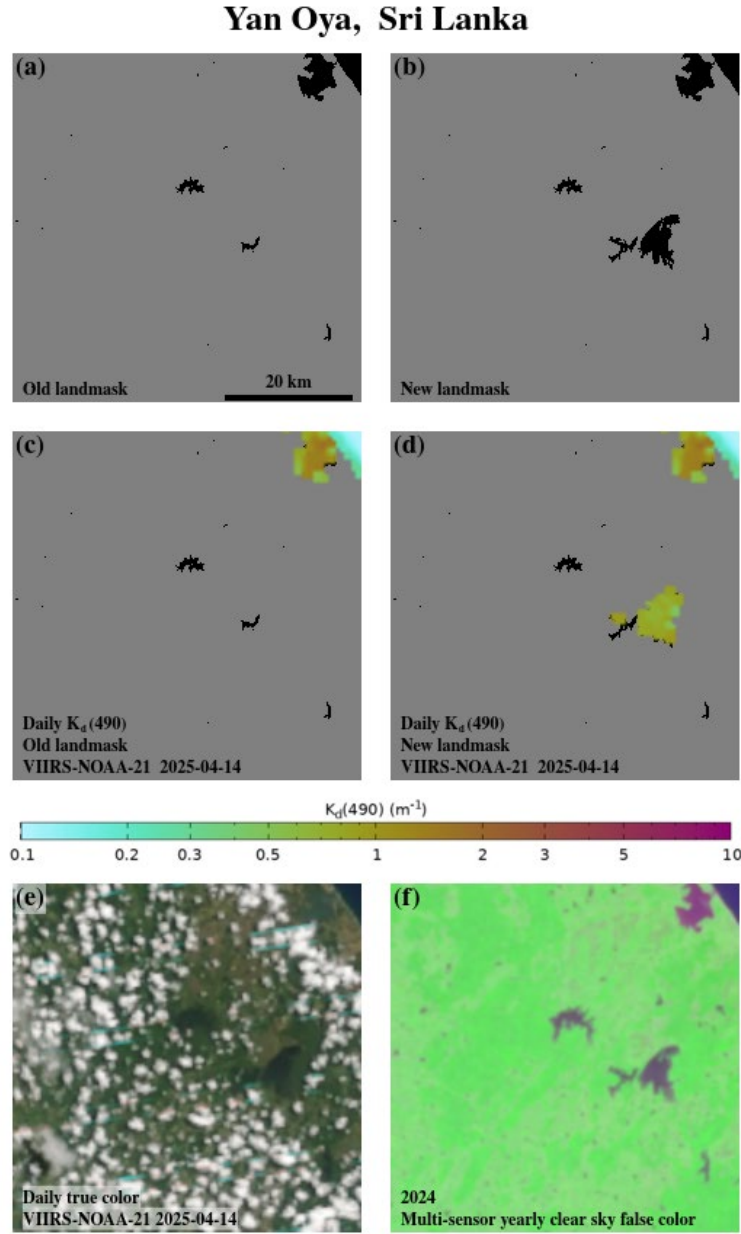 Yan Oya, Sri Lanka
(a)
(b)
20 km
Old landmask
New landmask
(c)
(d)
Daily Kd(490)
Old landmask
VIIRS-NOAA-21 2025-04-14
Daily Kd(490)
New landmask
VIIRS-NOAA-21 2025-04-14
Kd(490) (m-1)
0.1 0.2 0.3 0.5 1 2 3 5 10
(e)
(f)
Daily true color
VIIRS-NOAA-21 2025-04-14
2024
Multi-sensor yearly clear sky false color